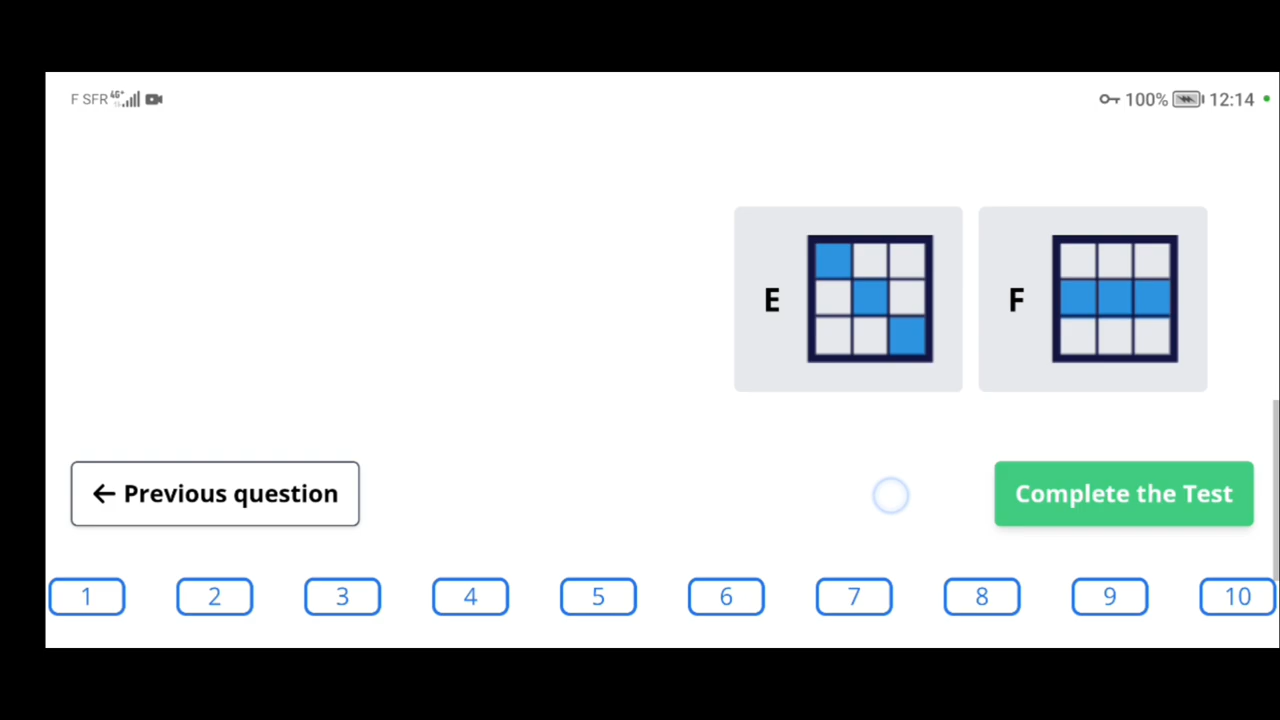 F SFR 4G+ 100% 12:14
E F
← Previous question Complete the Test
1 2 3 4 5 6 7 8 9 10